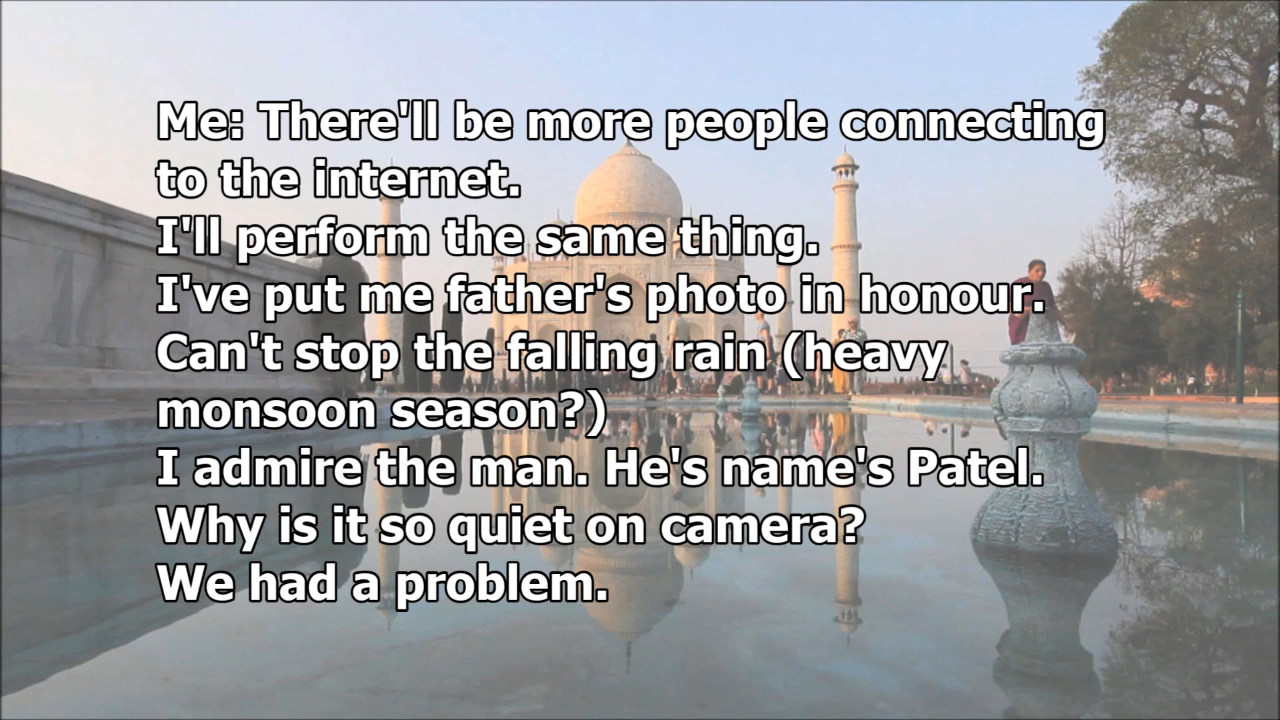 Me: There'll be more people connecting
to the internet.
I'll perform the same thing.
I've put me father's photo in honour.
Can't stop the falling rain (heavy
monsoon season?)
I admire the man. He's name's Patel.
Why is it so quiet on camera?
We had a problem.